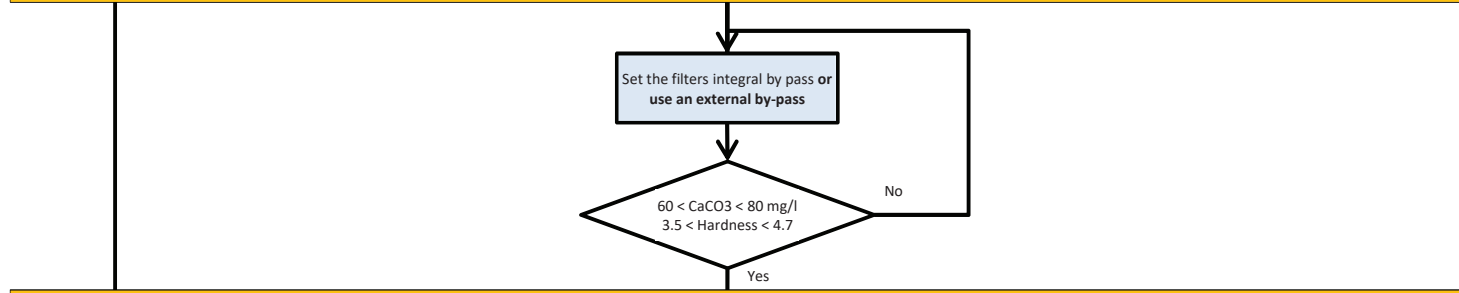 Set the filters integral by pass or
use an external by-pass
No
60 < CaCO3 < 80 mg/l
3.5 < Hardness < 4.7
Yes